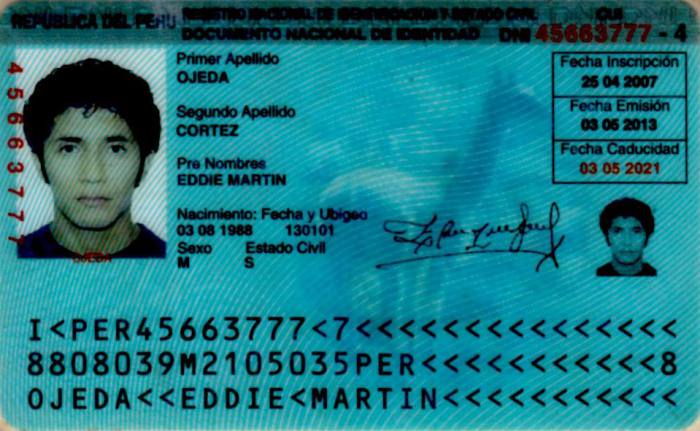 REPUBLICA DEL PERU
REGISTRO NACIONAL DE IDENTIFICACION Y ESTADO CIVIL
CUI
DOCUMENTO NACIONAL DE IDENTIDAD DNI 45663777 - 4
45663777
Primer Apellido
OJEDA
Segundo Apellido
CORTEZ
Pre Nombres
EDDIE MARTIN
Nacimiento: Fecha y Ubigeo
03 08 1988 130101
Sexo Estado Civil
M S
Fecha Inscripción
25 04 2007
Fecha Emisión
03 05 2013
Fecha Caducidad
03 05 2021
OJEDA
I<PER45663777<7<<<<<<<<<<<<<<<
8808039M2105035PER<<<<<<<<<<<8
OJEDA<<EDDIE<MARTIN<<<<<<<<<<<